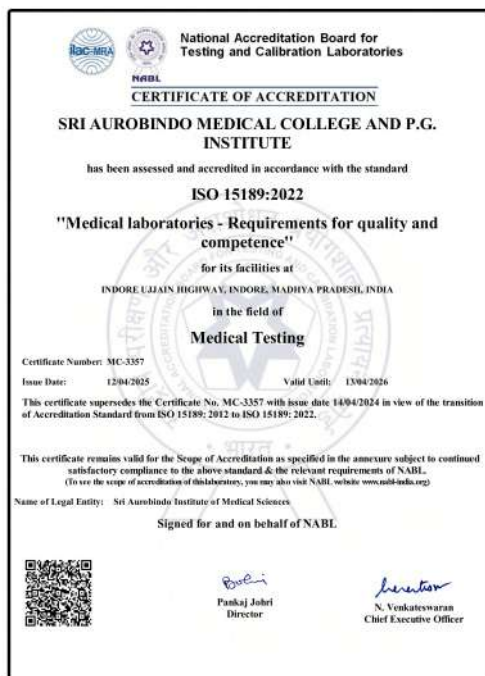 ilac-MRA
NABL
National Accreditation Board for
Testing and Calibration Laboratories
CERTIFICATE OF ACCREDITATION
SRI AUROBINDO MEDICAL COLLEGE AND P.G.
INSTITUTE
has been assessed and accredited in accordance with the standard
ISO 15189:2022
"Medical laboratories - Requirements for quality and
competence"
for its facilities at
INDORE UJJAIN HIGHWAY, INDORE, MADHYA PRADESH, INDIA
in the field of
Medical Testing
Certificate Number: MC-3357
Issue Date: 12/04/2025 Valid Until: 13/04/2026
This certificate supersedes the Certificate No. MC-3357 with issue date 14/04/2024 in view of the transition
of Accreditation Standard from ISO 15189: 2012 to ISO 15189: 2022.
भारत
This certificate remains valid for the Scope of Accreditation as specified in the annexure subject to continued
satisfactory compliance to the above standard & the relevant requirements of NABL.
(To see the scope of accreditation of thislaboratory, you may also visit NABL website www.nabl-india.org)
Name of Legal Entity: Sri Aurobindo Institute of Medical Sciences
Signed for and on behalf of NABL
Pankaj Johri
Director
N. Venkateswaran
Chief Executive Officer